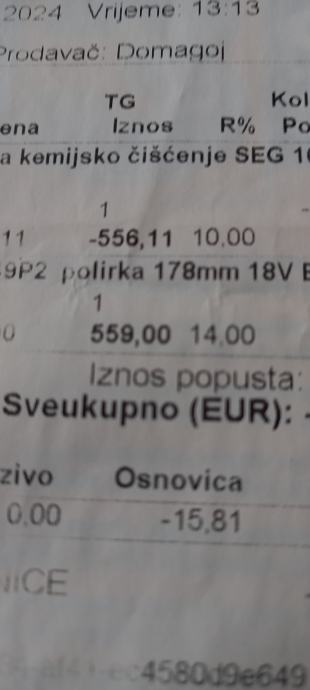 2024 Vrijeme: 13:13
Prodavač: Domagoj
TG Kol
ena Iznos R% Po
a kemijsko čišćenje SEG 10
1 -
11 -556,11 10,00
9P2 polirka 178mm 18V B
1
0 559,00 14,00
Iznos popusta:
Sveukupno (EUR): -
zivo Osnovica
0,00 -15,81
NICE
4580d9e649